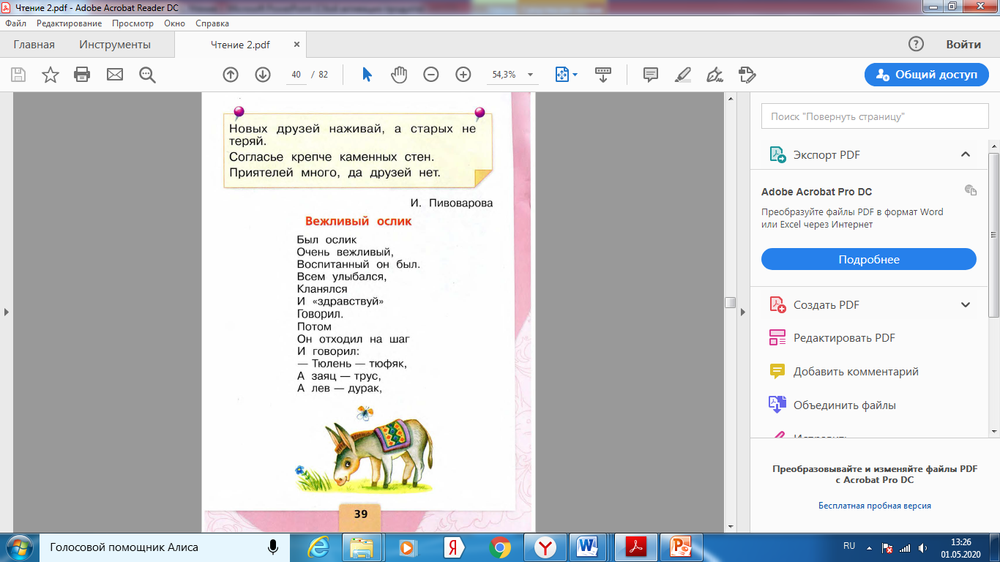 Чтение 2.pdf - Adobe Acrobat Reader DC
Файл Редактирование Просмотр Окно Справка
Главная Инструменты Чтение 2.pdf × ? Войти
40 / 82 54,3% Общий доступ
Новых друзей наживай, а старых не
теряй.
Согласье крепче каменных стен.
Приятелей много, да друзей нет.
И. Пивоварова
Вежливый ослик
Был ослик
Очень вежливый,
Воспитанный он был.
Всем улыбался,
Кланялся
И «здравствуй»
Говорил.
Потом
Он отходил на шаг
И говорил:
— Тюлень — тюфяк,
А заяц — трус,
А лев — дурак,
39
Поиск "Повернуть страницу"
Экспорт PDF
Adobe Acrobat Pro DC
Преобразуйте файлы PDF в формат Word
или Excel через Интернет
Подробнее
Создать PDF
Редактировать PDF
Добавить комментарий
Объединить файлы
Преобразовывайте и изменяйте файлы PDF
с Acrobat Pro DC
Бесплатная пробная версия
Голосовой помощник Алиса
RU
13:26
01.05.2020